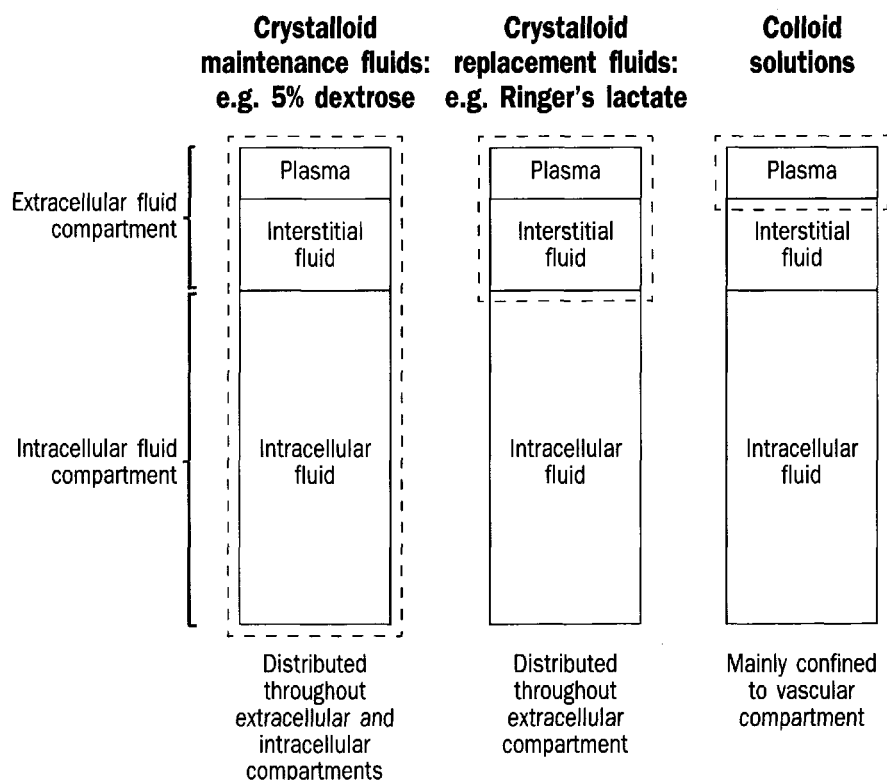 Crystalloid
maintenance fluids:
e.g. 5% dextrose
Crystalloid
replacement fluids:
e.g. Ringer's lactate
Colloid
solutions
Extracellular fluid
compartment
Intracellular fluid
compartment
Plasma
Interstitial
fluid
Intracellular
fluid
Plasma
Interstitial
fluid
Intracellular
fluid
Plasma
Interstitial
fluid
Intracellular
fluid
Distributed
throughout
extracellular and
intracellular
compartments
Distributed
throughout
extracellular
compartment
Mainly confined
to vascular
compartment